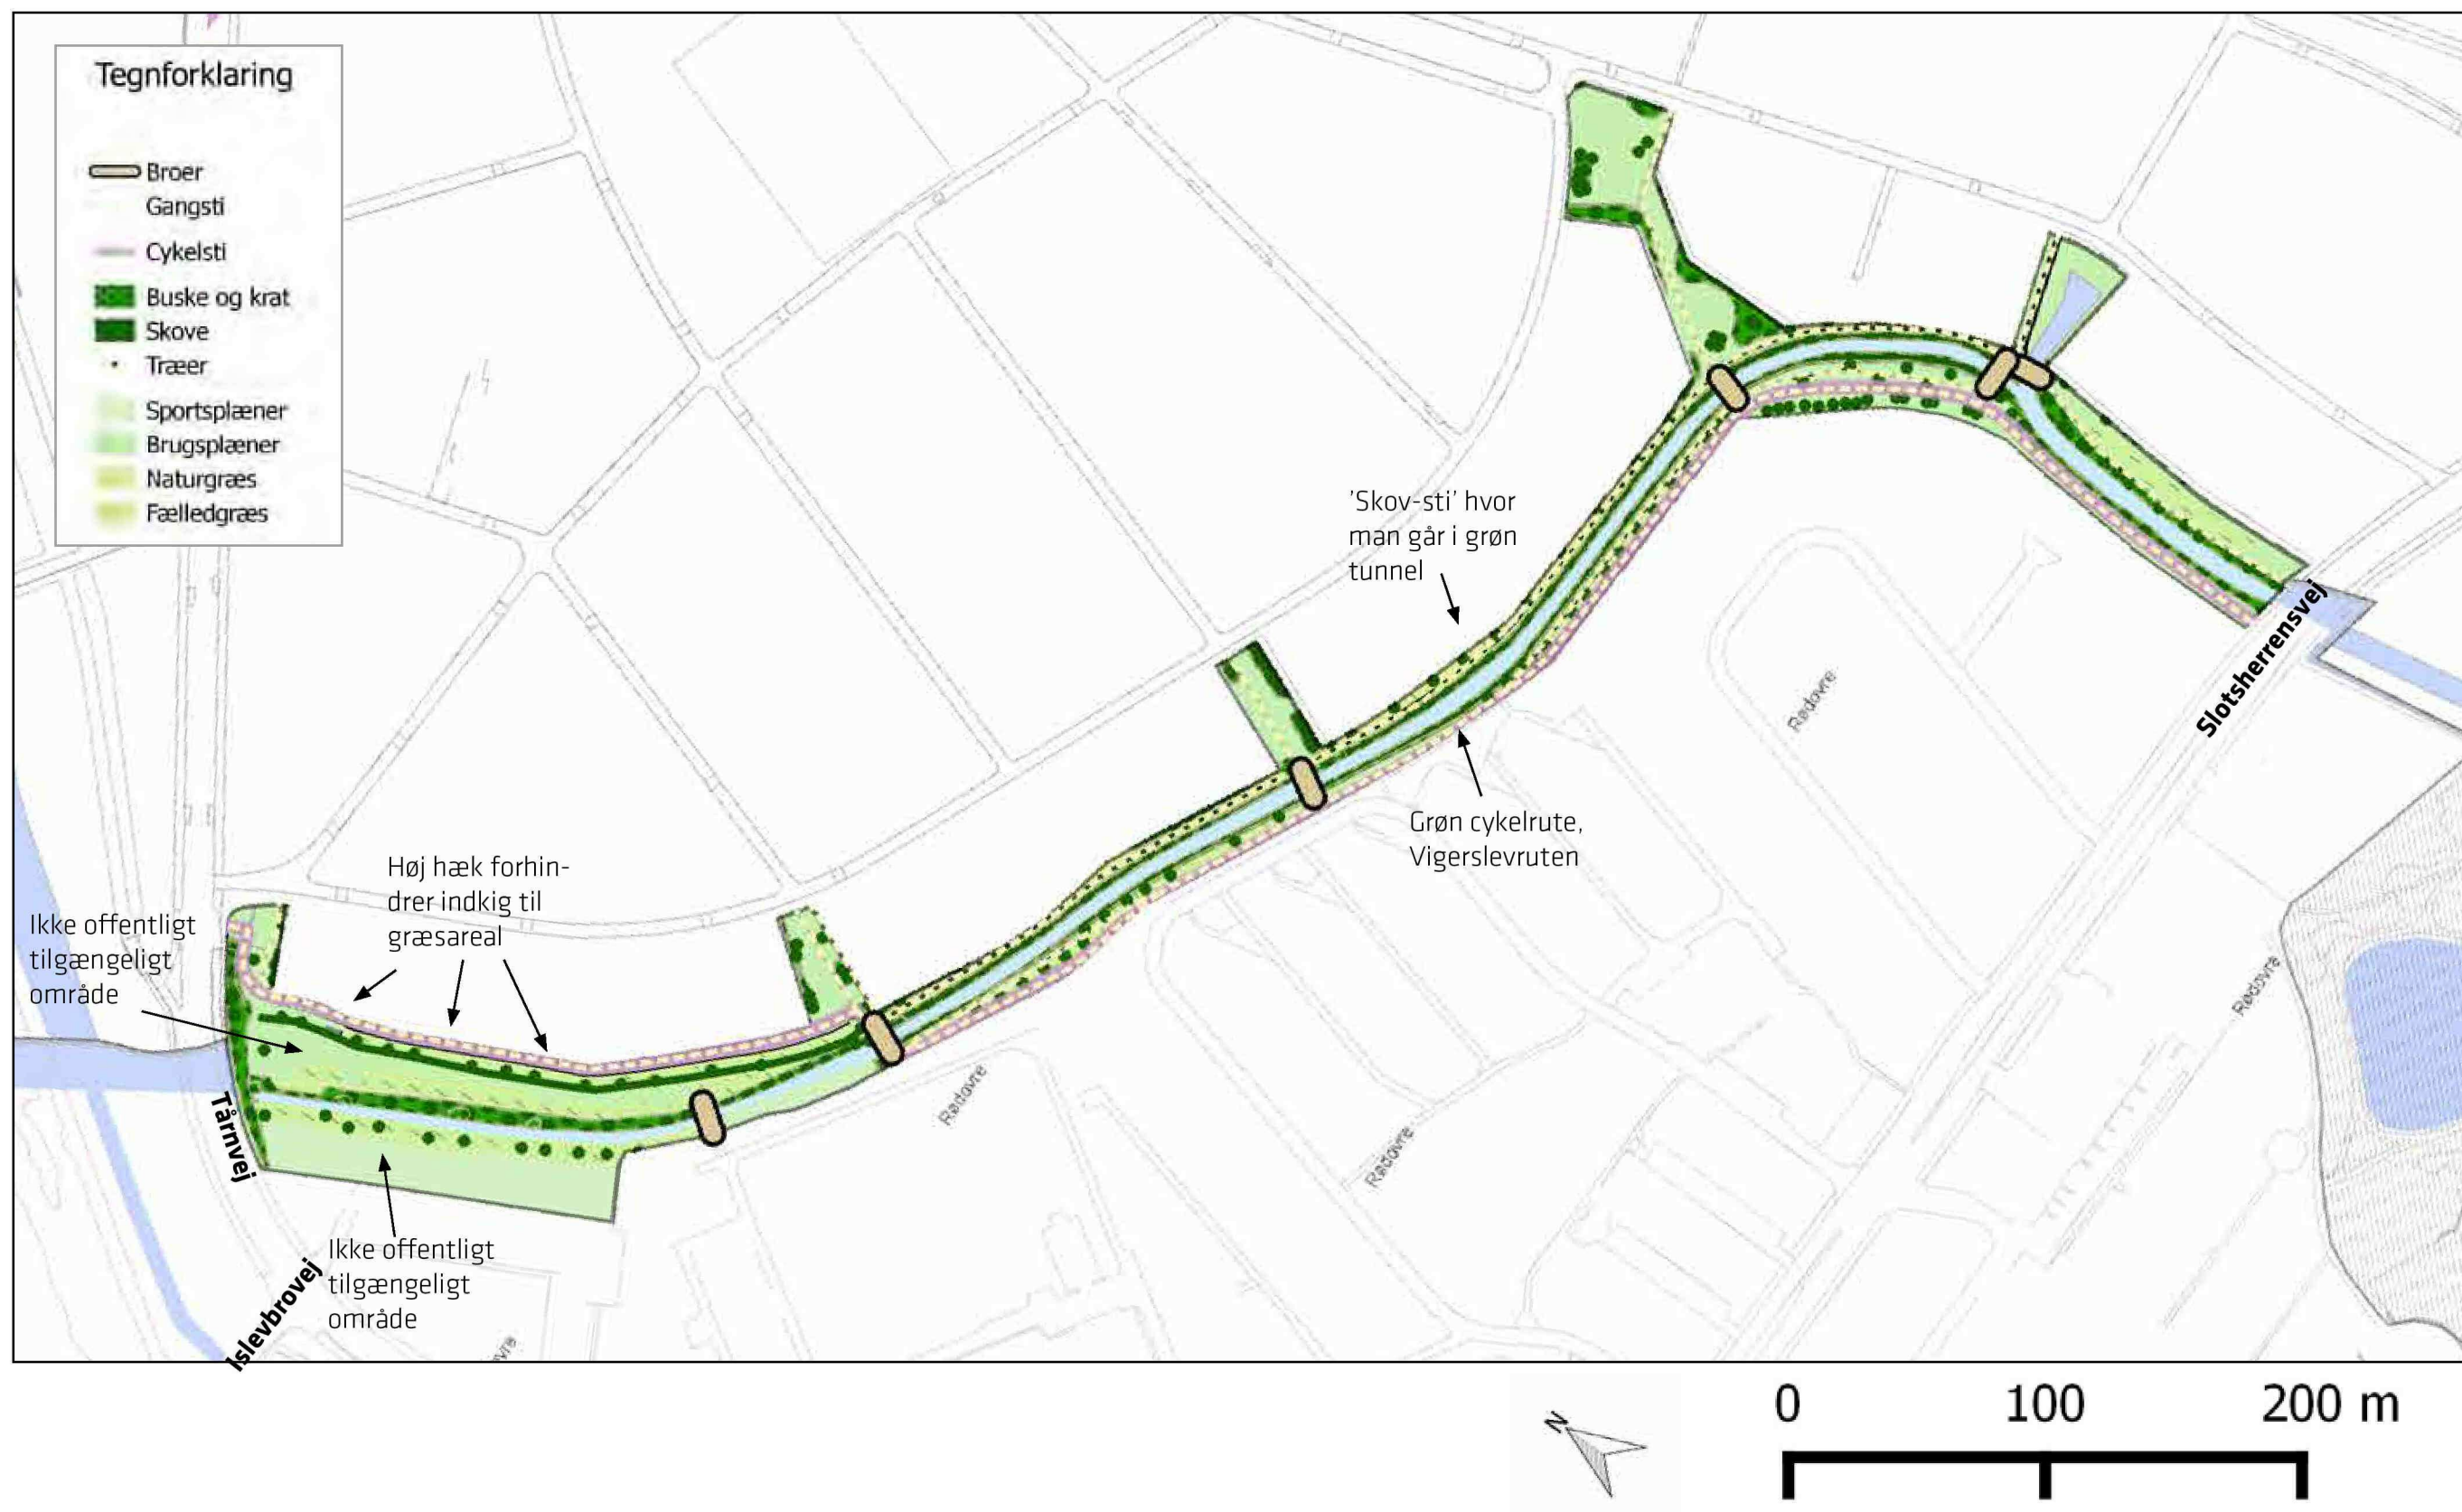 Tegnforklaring
Broer
Gangsti
Cykelsti
Buske og krat
Skove
Træer
Sportsplæner
Brugsplæner
Naturgræs
Fælledgræs
'Skov-sti' hvor
man går i grøn
tunnel
Slotsherrensvej
Rødovre
Grøn cykelrute,
Vigerslevruten
Høj hæk forhin-
drer indkig til
græsareal
Ikke offentligt
tilgængeligt
område
Rødovre
Rødovre
Rødovre
Tårnvej
Ikke offentligt
tilgængeligt
område
Islevbrovej
N
0 100 200 m